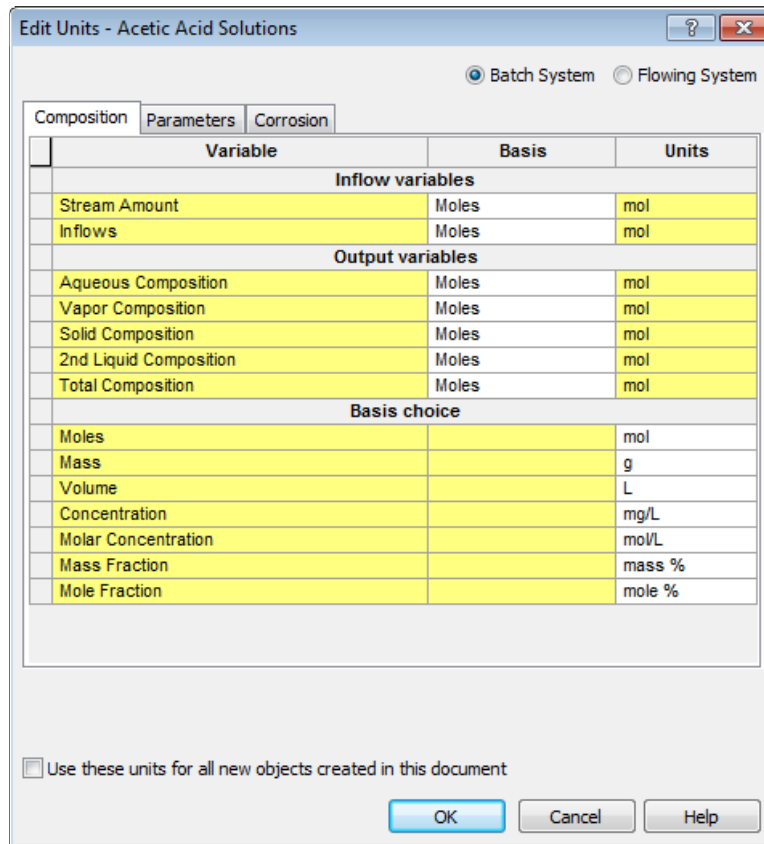 Edit Units - Acetic Acid Solutions
Batch System Flowing System
Composition Parameters Corrosion
Variable Basis Units
Inflow variables
Stream Amount Moles mol
Inflows Moles mol
Output variables
Aqueous Composition Moles mol
Vapor Composition Moles mol
Solid Composition Moles mol
2nd Liquid Composition Moles mol
Total Composition Moles mol
Basis choice
Moles mol
Mass g
Volume L
Concentration mg/L
Molar Concentration mol/L
Mass Fraction mass %
Mole Fraction mole %
Use these units for all new objects created in this document
OK Cancel Help